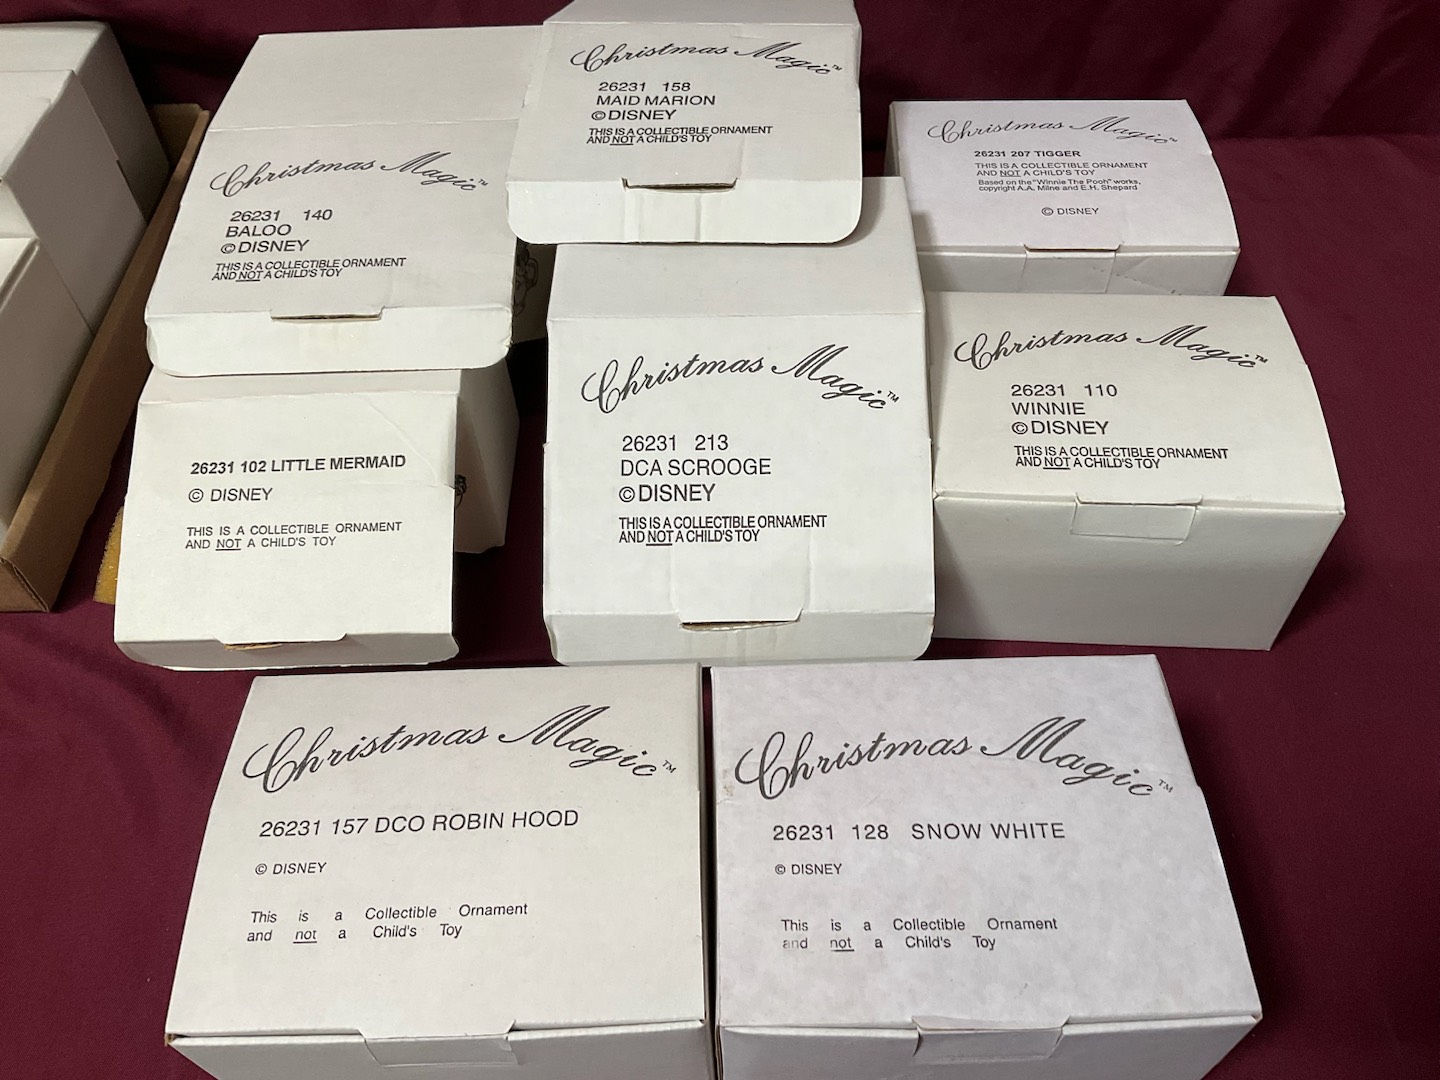 Christmas Magic™
26231 158
MAID MARION
©DISNEY
THIS IS A COLLECTIBLE ORNAMENT
AND NOT A CHILD'S TOY
Christmas Magic™
26231 140
BALOO
©DISNEY
THIS IS A COLLECTIBLE ORNAMENT
AND NOT A CHILD'S TOY
Christmas Magic™
26231 207 TIGGER
THIS IS A COLLECTIBLE ORNAMENT
AND NOT A CHILD'S TOY
Based on the "Winnie The Pooh" works,
copyright A.A. Milne and E.H. Shepard
© DISNEY
26231 102 LITTLE MERMAID
© DISNEY
THIS IS A COLLECTIBLE ORNAMENT
AND NOT A CHILD'S TOY
Christmas Magic™
26231 213
DCA SCROOGE
©DISNEY
THIS IS A COLLECTIBLE ORNAMENT
AND NOT A CHILD'S TOY
Christmas Magic™
26231 110
WINNIE
©DISNEY
THIS IS A COLLECTIBLE ORNAMENT
AND NOT A CHILD'S TOY
Christmas Magic™
26231 157 DCO ROBIN HOOD
© DISNEY
This is a Collectible Ornament
and not a Child's Toy
Christmas Magic™
26231 128 SNOW WHITE
© DISNEY
This is a Collectible Ornament
and not a Child's Toy